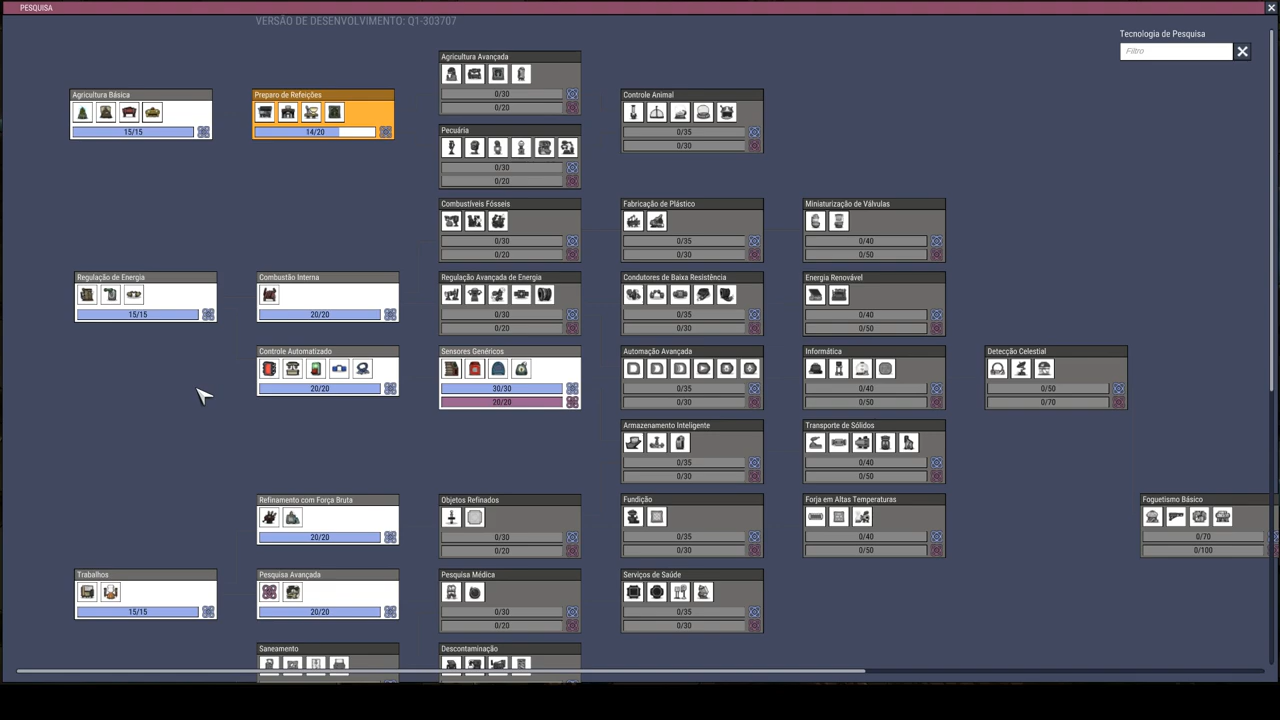 PESQUISA
VERSÃO DE DESENVOLVIMENTO: Q1-303707
Tecnologia de Pesquisa
Filtro
Agricultura Avançada
0/30
0/20
Agricultura Básica
15/15
Preparo de Refeições
14/20
Controle Animal
0/35
0/30
Pecuária
0/30
0/20
Combustíveis Fósseis
0/30
0/20
Fabricação de Plástico
0/35
0/30
Miniaturização de Válvulas
0/40
0/50
Regulação de Energia
15/15
Combustão Interna
20/20
Regulação Avançada de Energia
0/30
0/20
Condutores de Baixa Resistência
0/35
0/30
Energia Renovável
0/40
0/50
Controle Automatizado
20/20
Sensores Genéricos
30/30
20/20
Automação Avançada
0/35
0/30
Informática
0/40
0/50
Detecção Celestial
0/50
0/70
Armazenamento Inteligente
0/35
0/30
Transporte de Sólidos
0/40
0/50
Refinamento com Força Bruta
20/20
Objetos Refinados
0/30
0/20
Fundição
0/35
0/30
Forja em Altas Temperaturas
0/40
0/50
Foguetismo Básico
0/70
0/100
Trabalhos
15/15
Pesquisa Avançada
20/20
Pesquisa Médica
0/30
0/20
Serviços de Saúde
0/35
0/30
Saneamento
Descontaminação